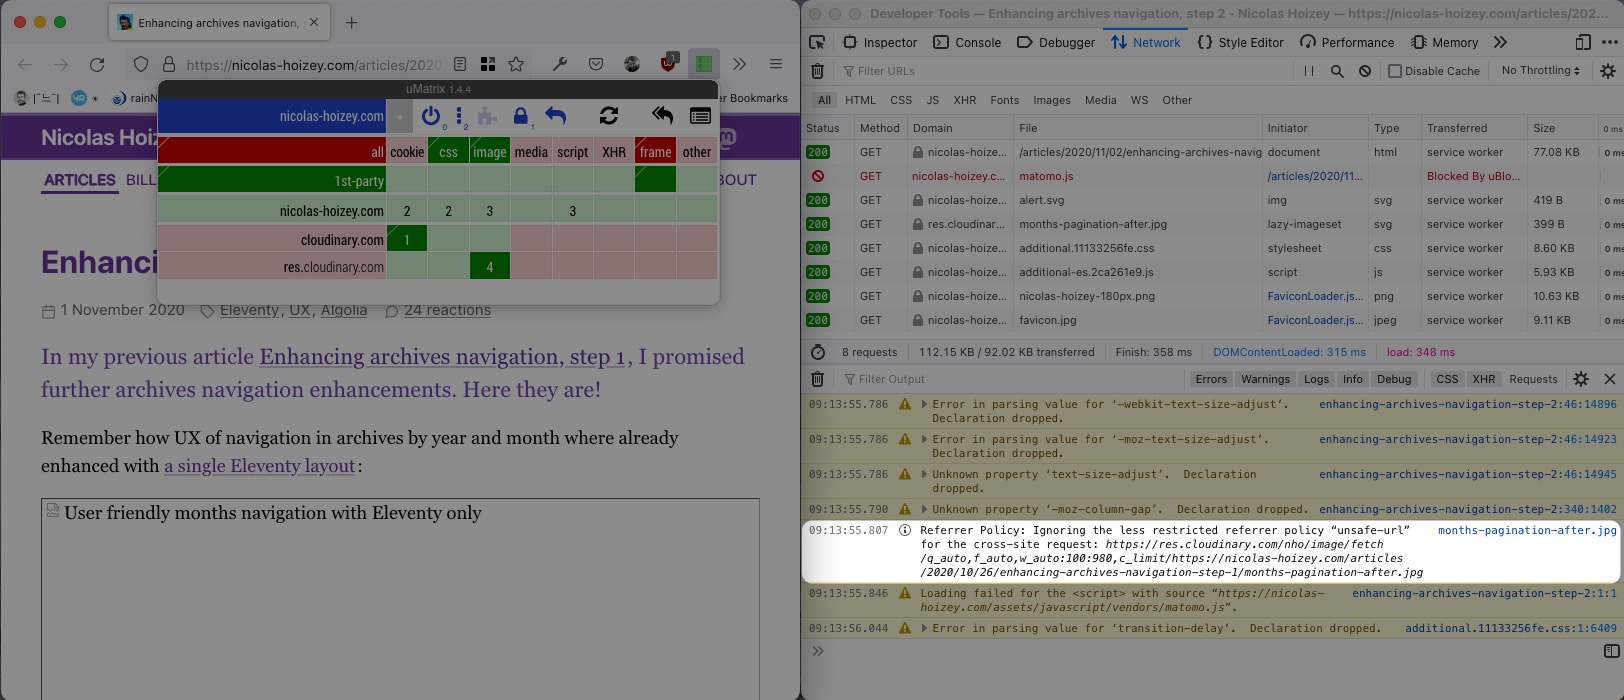 Enhancing archives navigation, s
https://nicolas-hoizey.com/articles/2020
1
rainN
er Bookmarks
uMatrix 1.4.4
nicolas-hoizey.com
0
2
1
all cookie css image media script XHR frame other
1st-party
nicolas-hoizey.com 2 2 3 3
cloudinary.com 1
res.cloudinary.com 4
Nicolas Hoiz
ARTICLES BILL
BOUT
Enhanci
1 November 2020 Eleventy, UX, Algolia 24 reactions
In my previous article Enhancing archives navigation, step 1, I promised
further archives navigation enhancements. Here they are!
Remember how UX of navigation in archives by year and month where already
enhanced with a single Eleventy layout:
User friendly months navigation with Eleventy only
Developer Tools — Enhancing archives navigation, step 2 - Nicolas Hoizey — https://nicolas-hoizey.com/articles/202...
Inspector Console Debugger Network Style Editor Performance Memory
Filter URLs Disable Cache No Throttling
All HTML CSS JS XHR Fonts Images Media WS Other
Status Method Domain File Initiator Type Transferred Size 0 ms
200 GET nicolas-hoize... /articles/2020/11/02/enhancing-archives-navig document html service worker 77.08 KB 0 ms
GET nicolas-hoizey.c... matomo.js /articles/2020/11... Blocked By uBlo...
200 GET nicolas-hoize... alert.svg img svg service worker 419 B 0 ms
200 GET res.cloudinar... months-pagination-after.jpg lazy-imageset svg service worker 399 B 0 ms
200 GET nicolas-hoize... additional.11133256fe.css stylesheet css service worker 8.60 KB 0 ms
200 GET nicolas-hoize... additional-es.2ca261e9.js script js service worker 5.93 KB 0 ms
200 GET nicolas-hoize... nicolas-hoizey-180px.png FaviconLoader.js... png service worker 10.63 KB 0 ms
200 GET nicolas-hoize... favicon.jpg FaviconLoader.js... jpeg service worker 9.11 KB 0 ms
8 requests 112.15 KB / 92.02 KB transferred Finish: 358 ms DOMContentLoaded: 315 ms load: 348 ms
Filter Output Errors Warnings Logs Info Debug CSS XHR Requests
09:13:55.786 Error in parsing value for ‘-webkit-text-size-adjust’. enhancing-archives-navigation-step-2:46:14896
Declaration dropped.
09:13:55.786 Error in parsing value for ‘-moz-text-size-adjust’. enhancing-archives-navigation-step-2:46:14923
Declaration dropped.
09:13:55.786 Unknown property ‘text-size-adjust’. Declaration enhancing-archives-navigation-step-2:46:14945
dropped.
09:13:55.790 Unknown property ‘-moz-column-gap’. Declaration dropped. enhancing-archives-navigation-step-2:340:1402
09:13:55.807 Referrer Policy: Ignoring the less restricted referrer policy “unsafe-url” months-pagination-after.jpg
for the cross-site request: https://res.cloudinary.com/nho/image/fetch
/q_auto,f_auto,w_auto:100:980,c_limit/https://nicolas-hoizey.com/articles
/2020/10/26/enhancing-archives-navigation-step-1/months-pagination-after.jpg
09:13:55.846 Loading failed for the <script> with source “https://nicolas- enhancing-archives-navigation-step-2:1:1
hoizey.com/assets/javascript/vendors/matomo.js”.
09:13:56.044 Error in parsing value for ‘transition-delay’. Declaration dropped. additional.11133256fe.css:1:6409